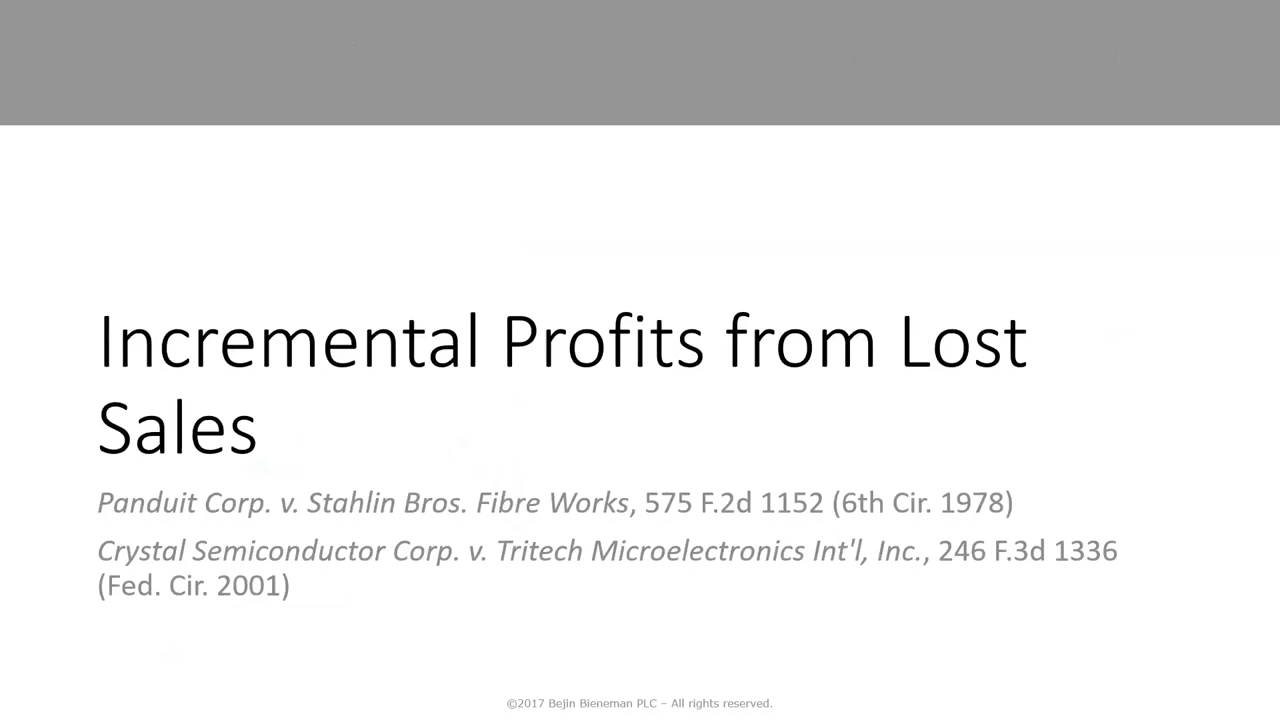 Incremental Profits from Lost
Sales
Panduit Corp. v. Stahlin Bros. Fibre Works, 575 F.2d 1152 (6th Cir. 1978)
Crystal Semiconductor Corp. v. Tritech Microelectronics Int'l, Inc., 246 F.3d 1336
(Fed. Cir. 2001)
©2017 Bejin Bieneman PLC – All rights reserved.